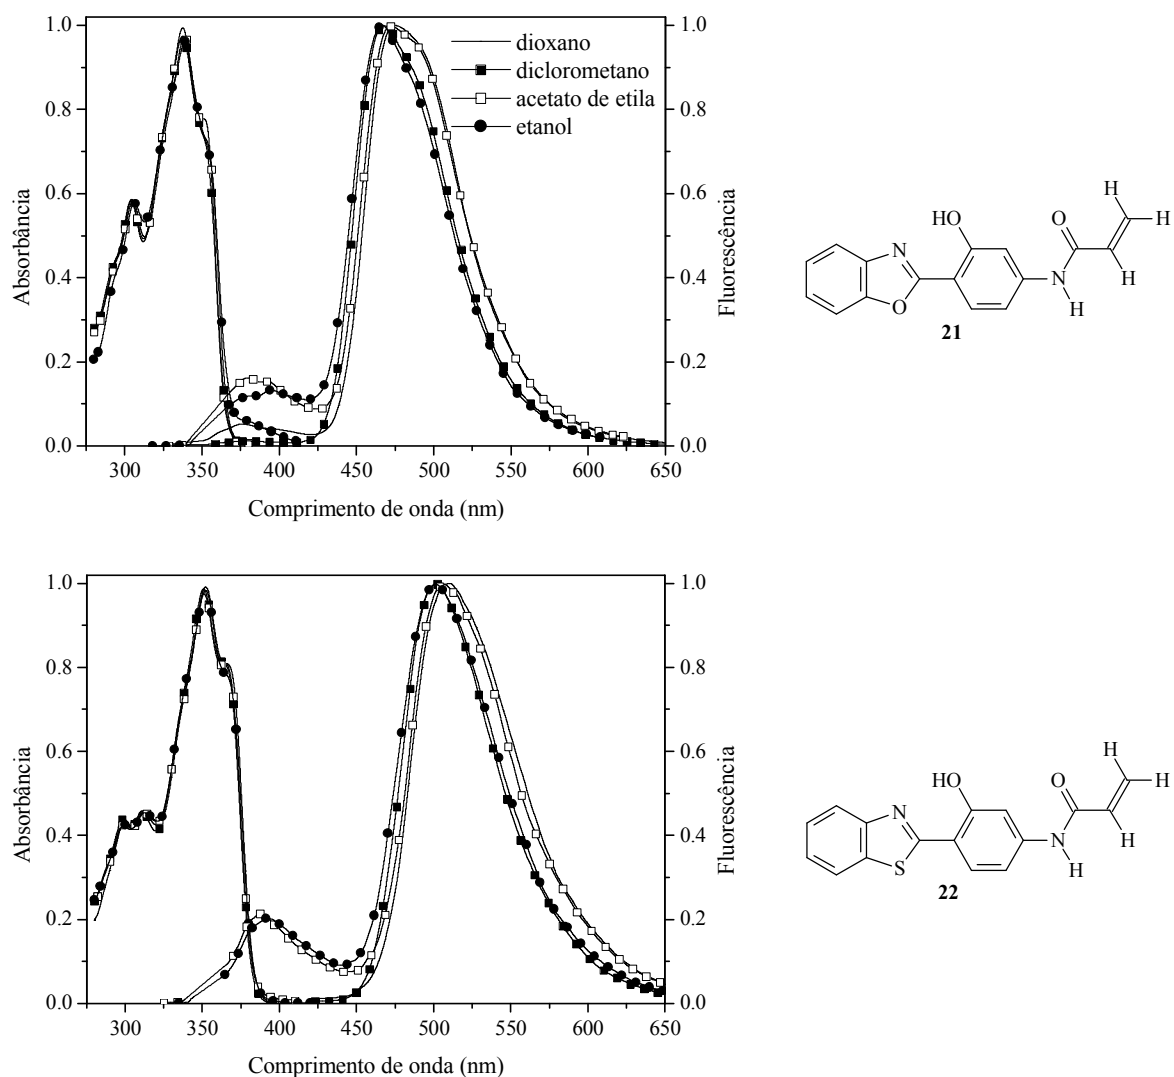 1.0
0.8
0.6
0.4
0.2
0.0
Absorbância
300 350 400 450 500 550 600 650
Comprimento de onda (nm)
1.0
0.8
0.6
0.4
0.2
0.0
Fluorescência
dioxano
diclorometano
acetato de etila
etanol
HO
N
O
O
N
H
H
H
H
21
1.0
0.8
0.6
0.4
0.2
0.0
Absorbância
300 350 400 450 500 550 600 650
Comprimento de onda (nm)
1.0
0.8
0.6
0.4
0.2
0.0
Fluorescência
HO
N
S
O
N
H
H
H
H
22